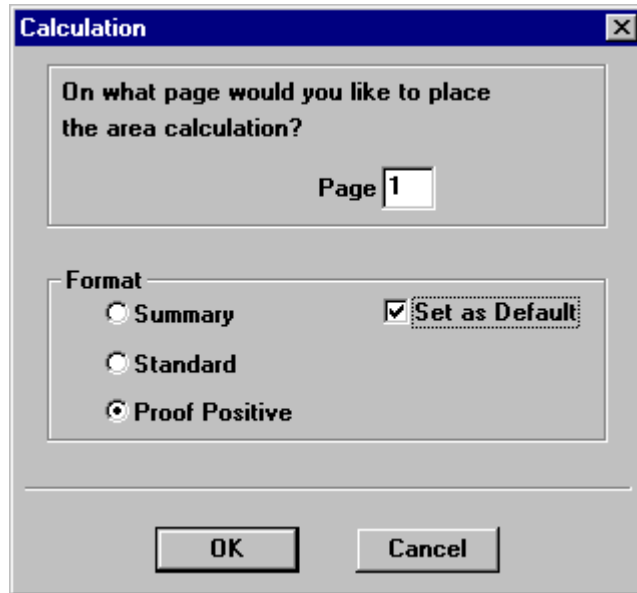 Calculation
On what page would you like to place
the area calculation?
Page 1
Format
Summary
Set as Default
Standard
Proof Positive
OK
Cancel